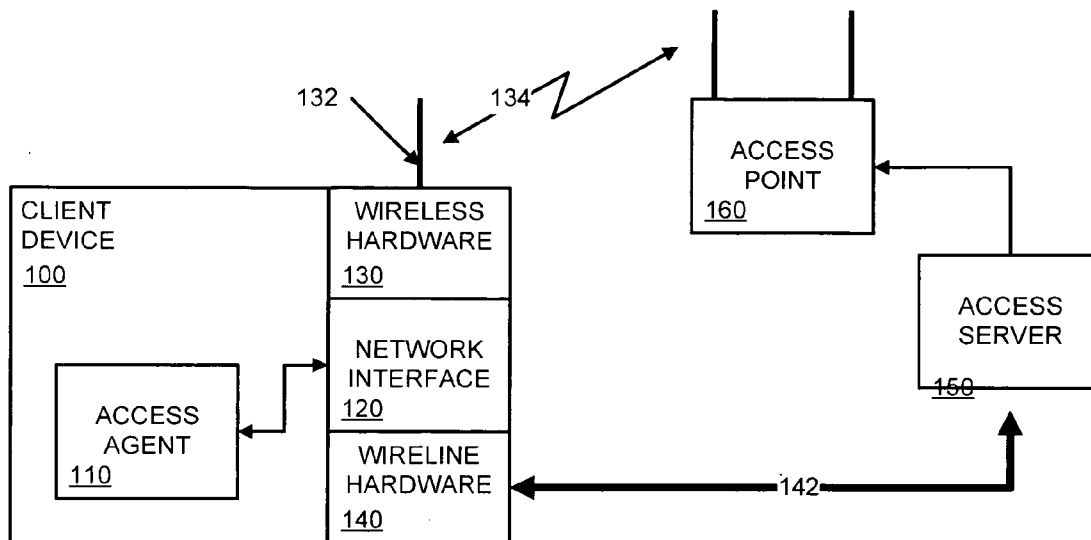 132
134
ACCESS
POINT
160
CLIENT
DEVICE
100
WIRELESS
HARDWARE
130
ACCESS
SERVER
150
NETWORK
INTERFACE
120
ACCESS
AGENT
110
WIRELINE
HARDWARE
140
142